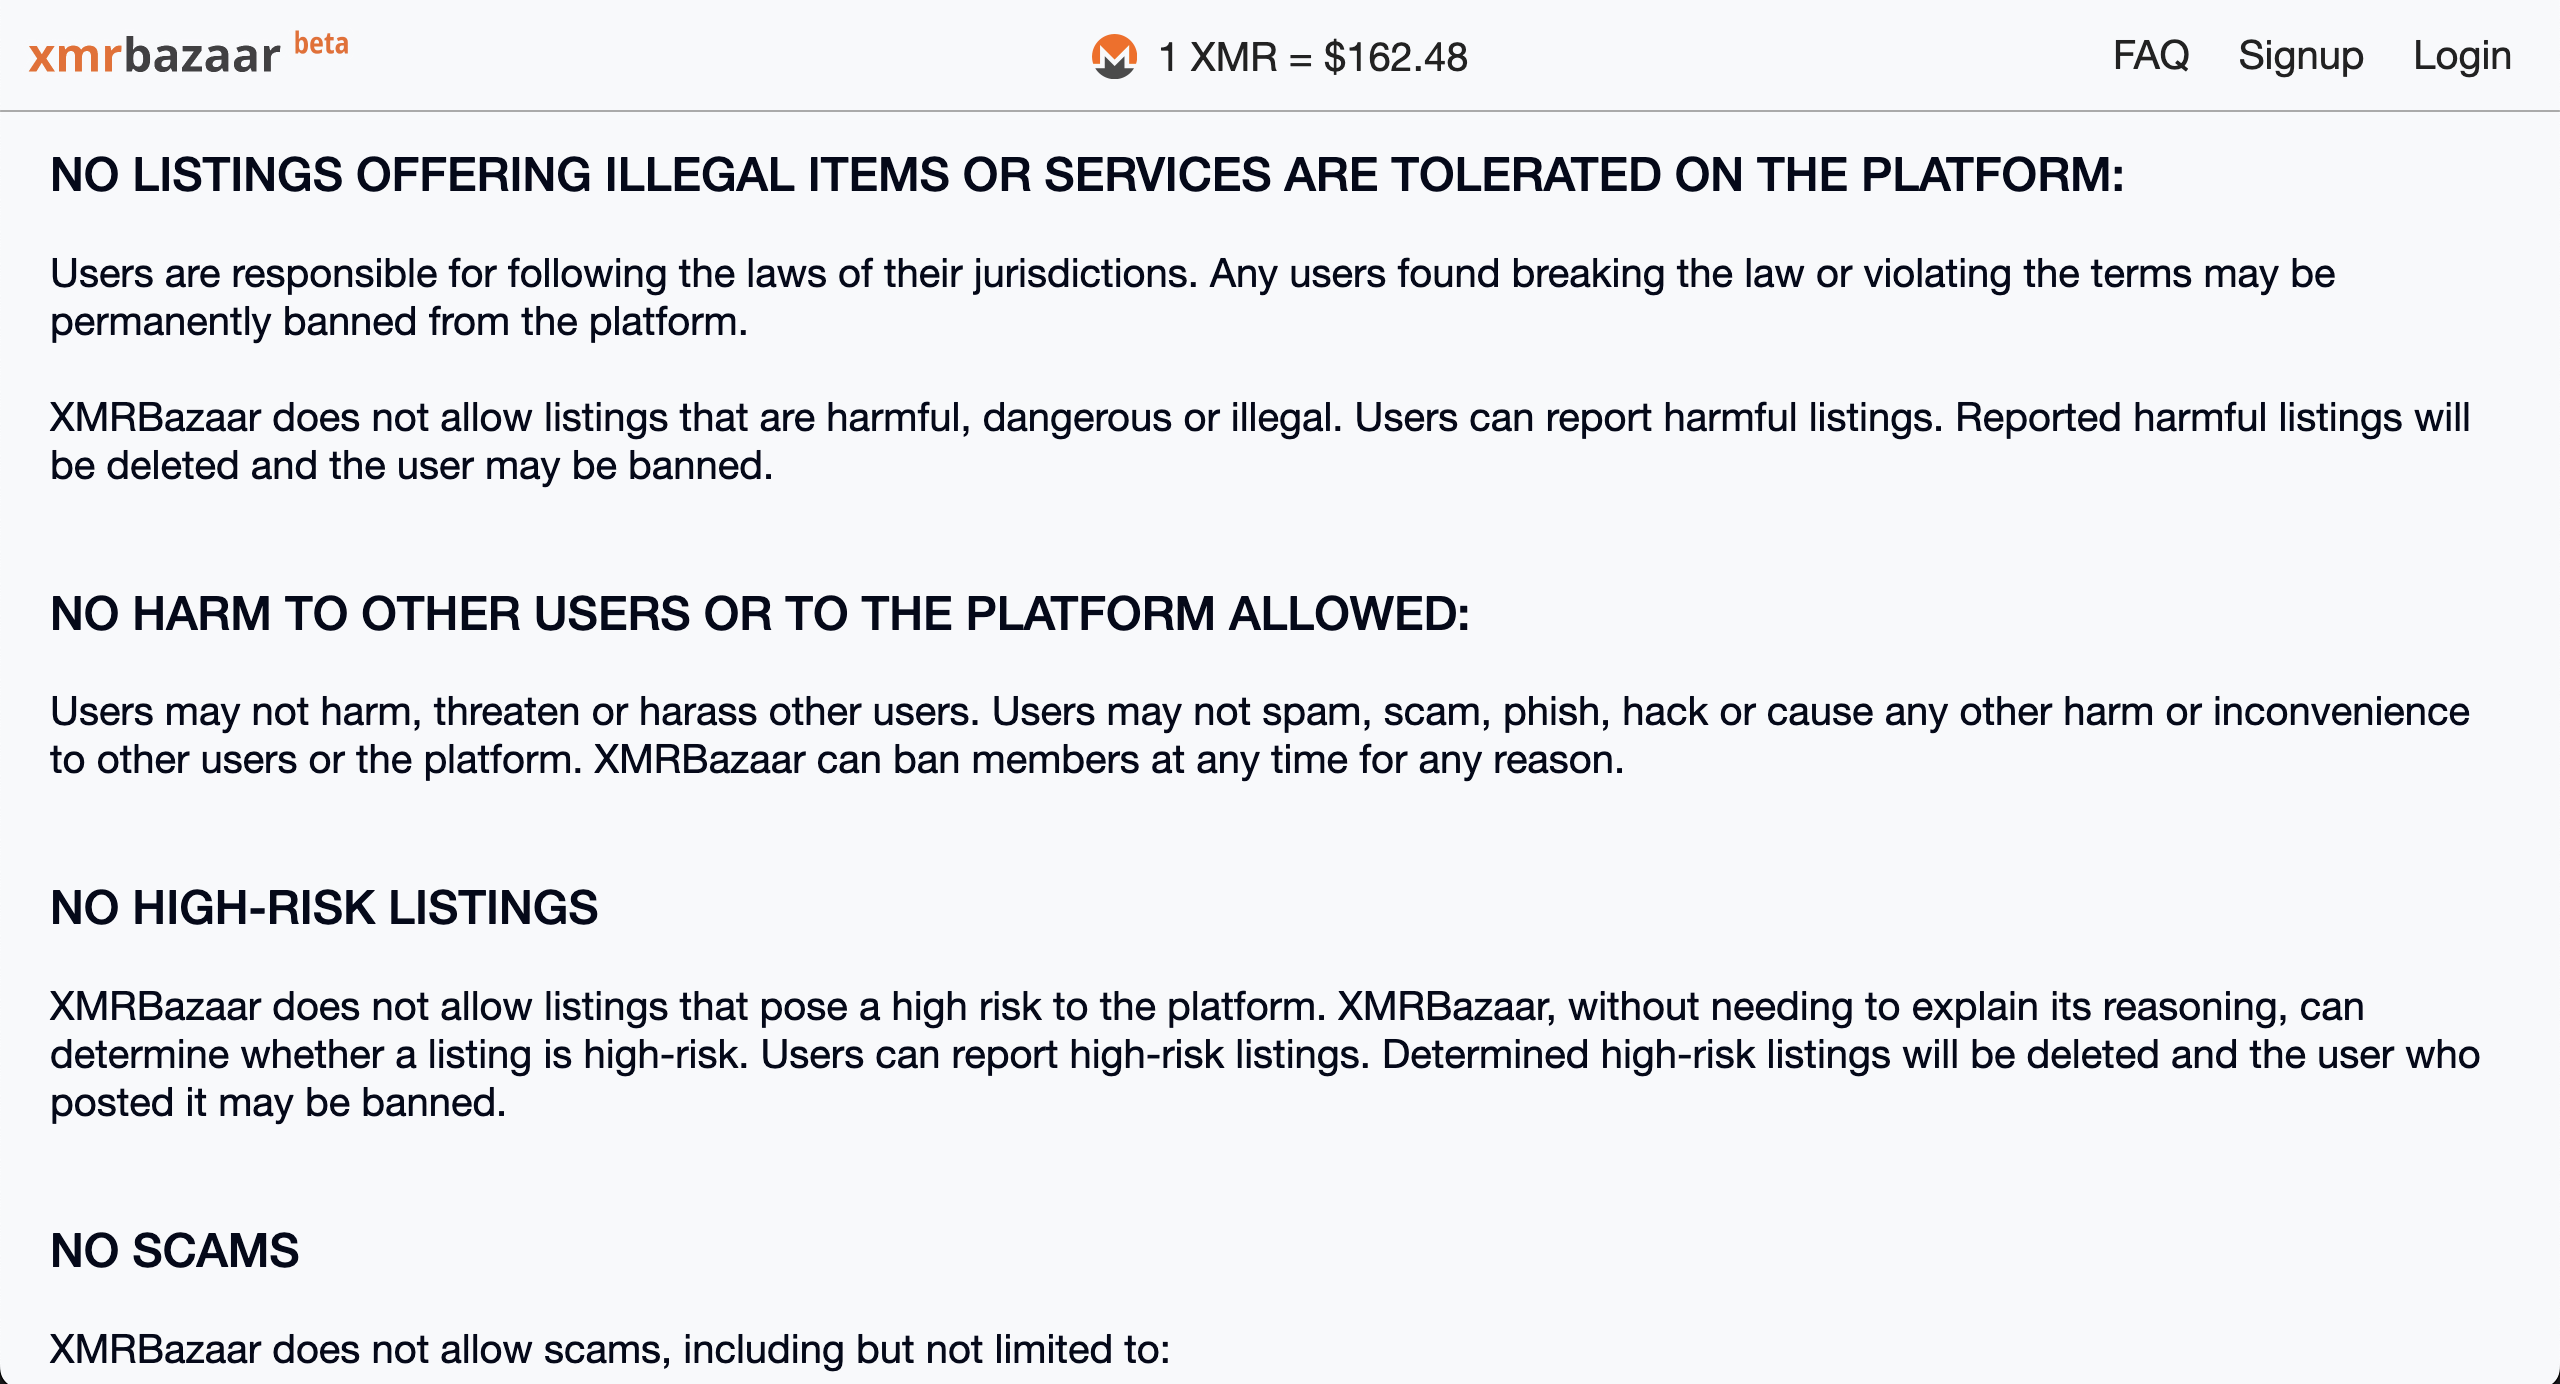 xmrbazaar beta
1 XMR = $162.48
FAQ Signup Login
NO LISTINGS OFFERING ILLEGAL ITEMS OR SERVICES ARE TOLERATED ON THE PLATFORM:
Users are responsible for following the laws of their jurisdictions. Any users found breaking the law or violating the terms may be
permanently banned from the platform.
XMRBazaar does not allow listings that are harmful, dangerous or illegal. Users can report harmful listings. Reported harmful listings will
be deleted and the user may be banned.
NO HARM TO OTHER USERS OR TO THE PLATFORM ALLOWED:
Users may not harm, threaten or harass other users. Users may not spam, scam, phish, hack or cause any other harm or inconvenience
to other users or the platform. XMRBazaar can ban members at any time for any reason.
NO HIGH-RISK LISTINGS
XMRBazaar does not allow listings that pose a high risk to the platform. XMRBazaar, without needing to explain its reasoning, can
determine whether a listing is high-risk. Users can report high-risk listings. Determined high-risk listings will be deleted and the user who
posted it may be banned.
NO SCAMS
XMRBazaar does not allow scams, including but not limited to: